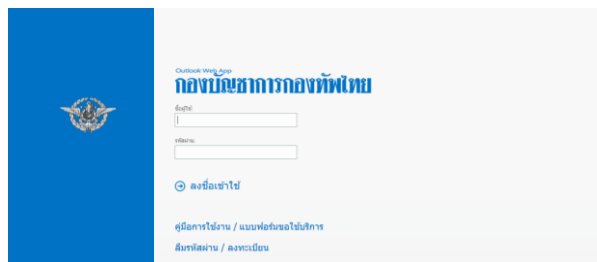 Outlook Web App
กองบัญชาการกองทัพไทย
ชื่อผู้ใช้:
รหัสผ่าน:
ลงชื่อเข้าใช้
คู่มือการใช้งาน / แบบฟอร์มขอใช้บริการ
ลืมรหัสผ่าน / ลงทะเบียน